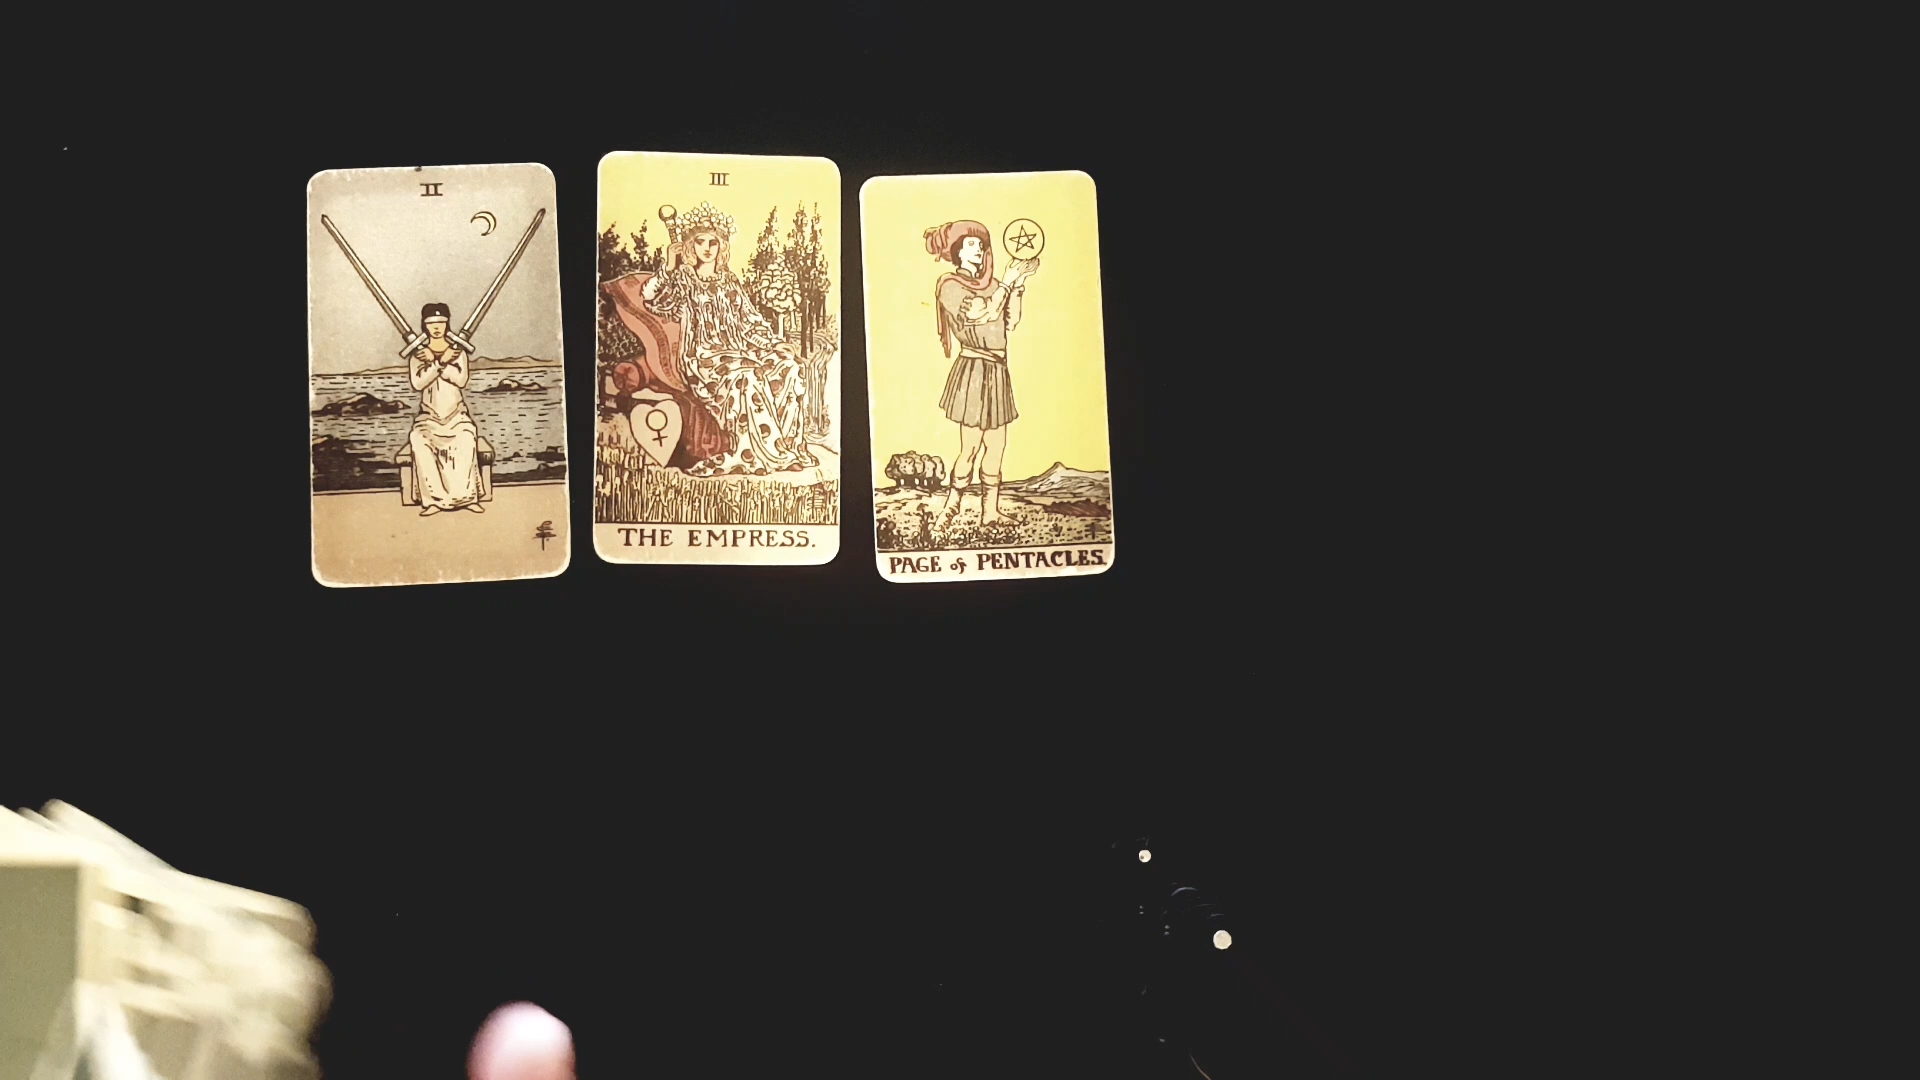 II
III
THE EMPRESS.
PAGE of PENTACLES.